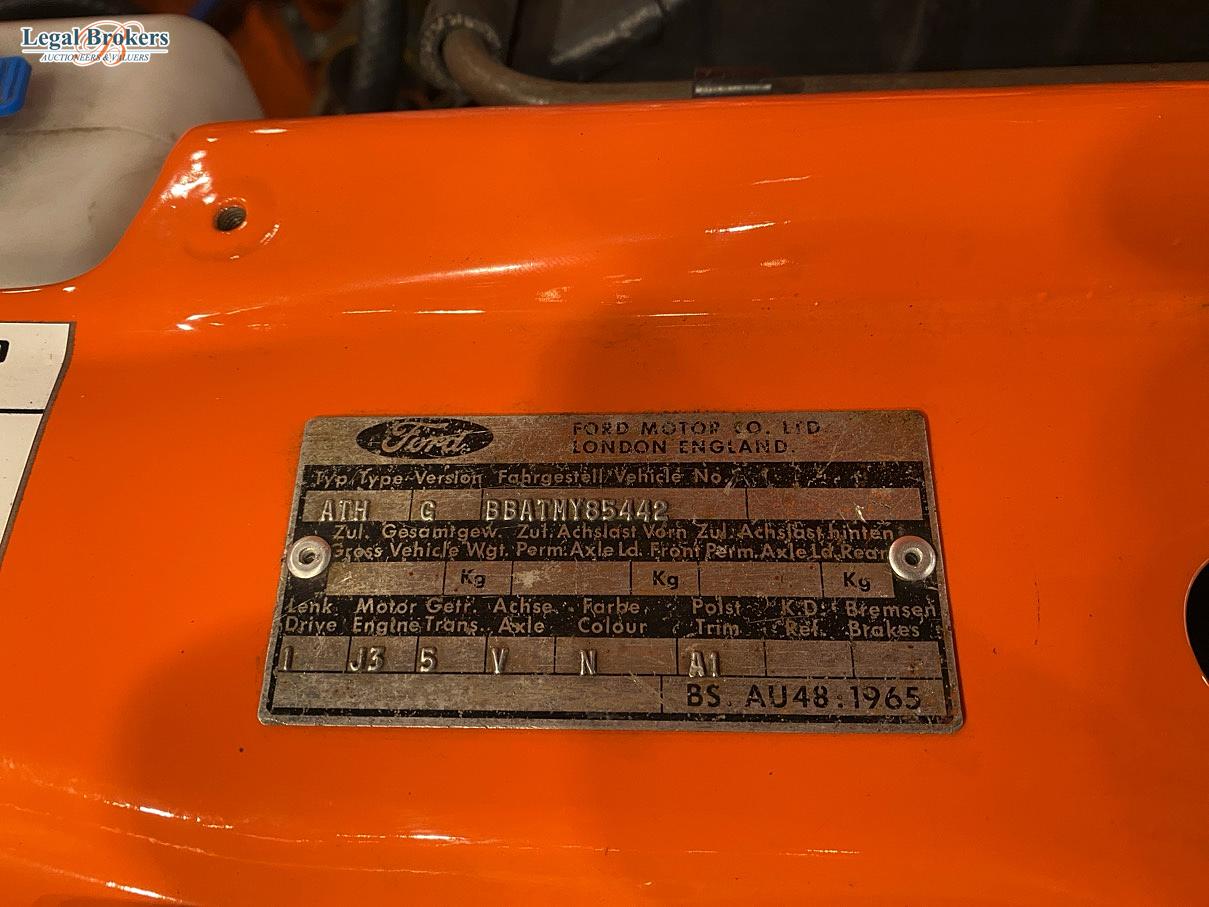 Legal Brokers
AUCTIONEERS & VALUERS
Ford
FORD MOTOR CO. LTD
LONDON ENGLAND.
Typ/Type Version Fahrgestell/Vehicle No.
ATH G BBATMY85442
Zul. Gesamtgew. Zul. Achslast Vorn Zul. Achslast hinten
Gross Vehicle Wgt. Perm. Axle Ld. Front Perm. Axle Ld. Rear
Kg Kg Kg
Lenk. Motor Getr. Achse Farbe Polst K.D. Bremsen
Drive Engine Trans. Axle Colour Trim Ref. Brakes
1 J3 5 V N A1
BS. AU48:1965